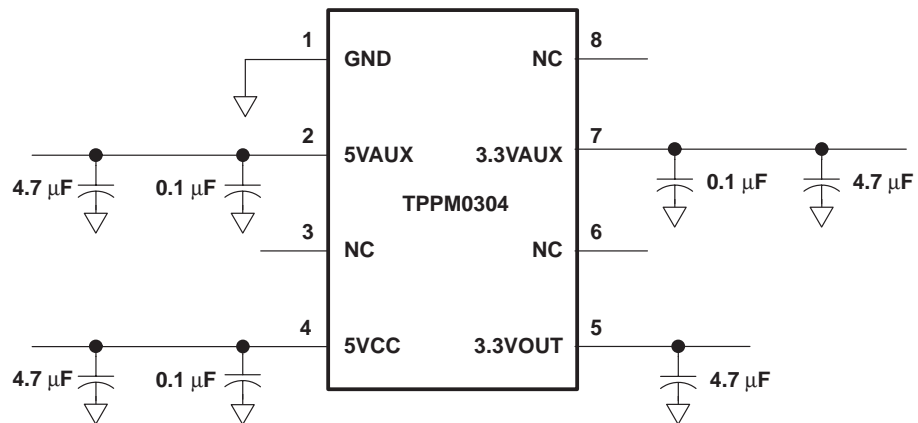 1 8
GND NC
2 7
5VAUX 3.3VAUX
4.7 μF 0.1 μF 0.1 μF 4.7 μF
TPPM0304
3 6
NC NC
4 5
5VCC 3.3VOUT
4.7 μF 0.1 μF 4.7 μF